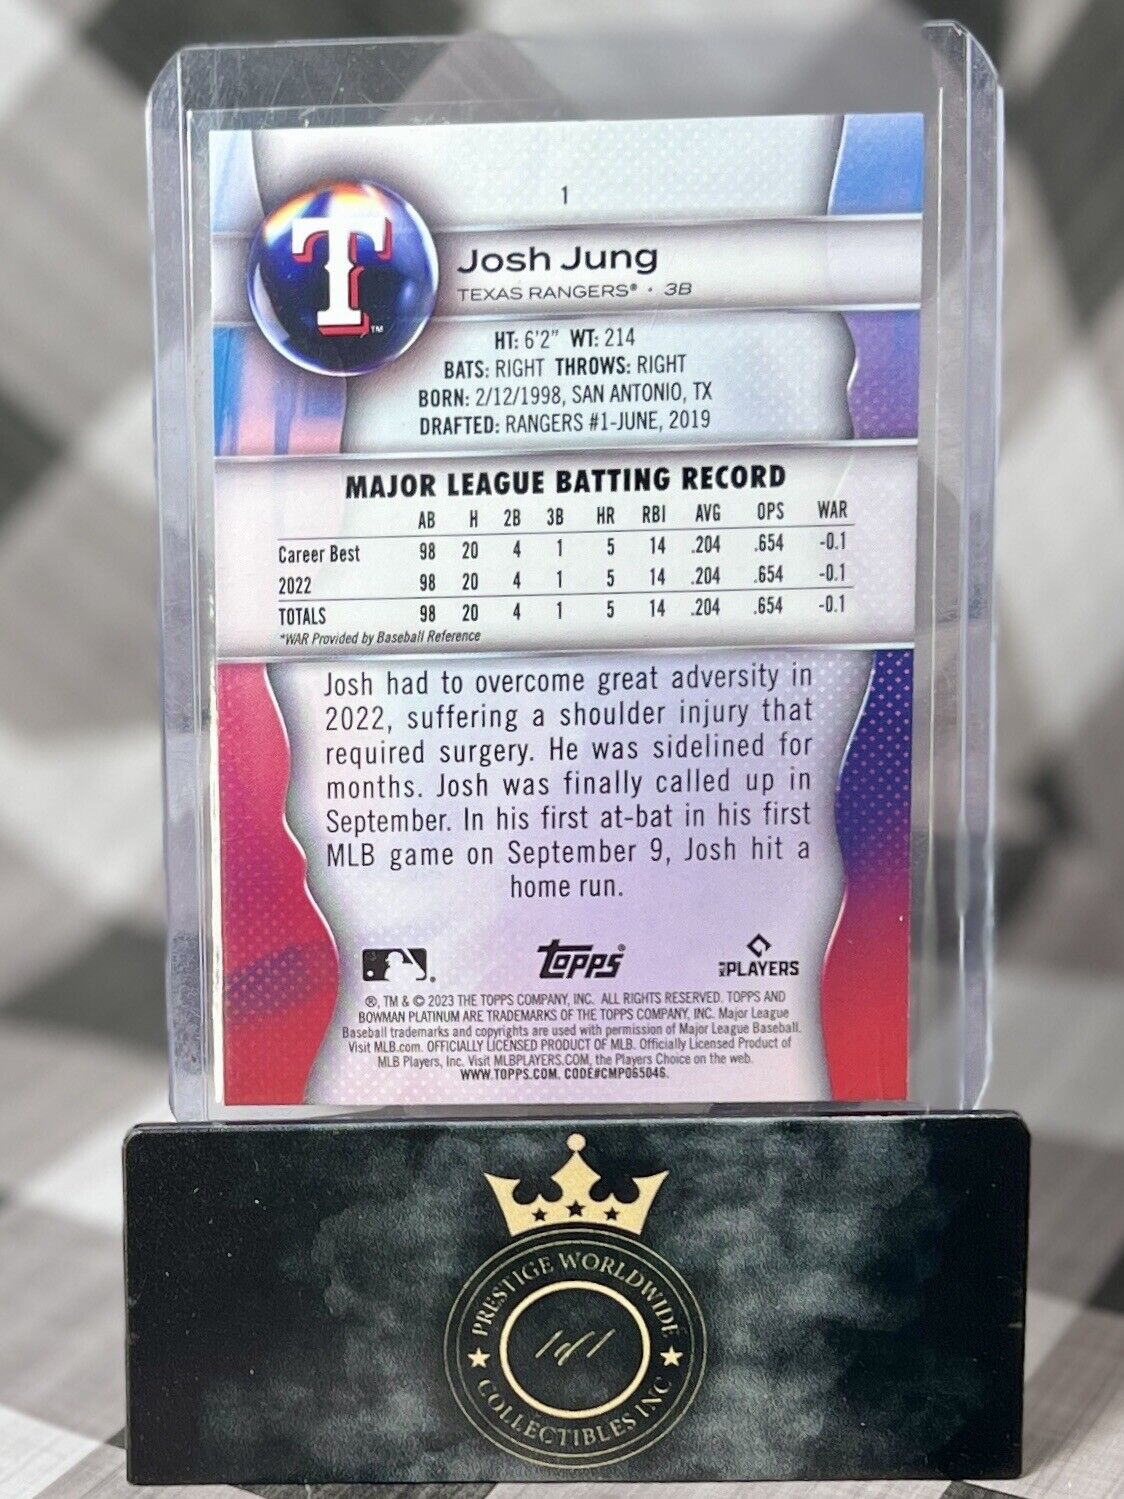 1
T™
Josh Jung
TEXAS RANGERS® • 3B
HT: 6'2" WT: 214
BATS: RIGHT THROWS: RIGHT
BORN: 2/12/1998, SAN ANTONIO, TX
DRAFTED: RANGERS #1-JUNE, 2019
MAJOR LEAGUE BATTING RECORD
AB H 2B 3B HR RBI AVG OPS WAR
Career Best 98 20 4 1 5 14 .204 .654 -0.1
2022 98 20 4 1 5 14 .204 .654 -0.1
TOTALS 98 20 4 1 5 14 .204 .654 -0.1
*WAR Provided by Baseball Reference
Josh had to overcome great adversity in
2022, suffering a shoulder injury that
required surgery. He was sidelined for
months. Josh was finally called up in
September. In his first at-bat in his first
MLB game on September 9, Josh hit a
home run.
Topps®
MLB PLAYERS
®, TM & © 2023 THE TOPPS COMPANY, INC. ALL RIGHTS RESERVED. TOPPS AND
BOWMAN PLATINUM ARE TRADEMARKS OF THE TOPPS COMPANY, INC. Major League
Baseball trademarks and copyrights are used with permission of Major League Baseball.
Visit MLB.com. OFFICIALLY LICENSED PRODUCT OF MLB. Officially Licensed Product of
MLB Players, Inc. Visit MLBPLAYERS.COM, the Players Choice on the web.
WWW.TOPPS.COM. CODE#CMP065046.
PRESTIGE WORLDWIDE
1of1
COLLECTIBLES INC